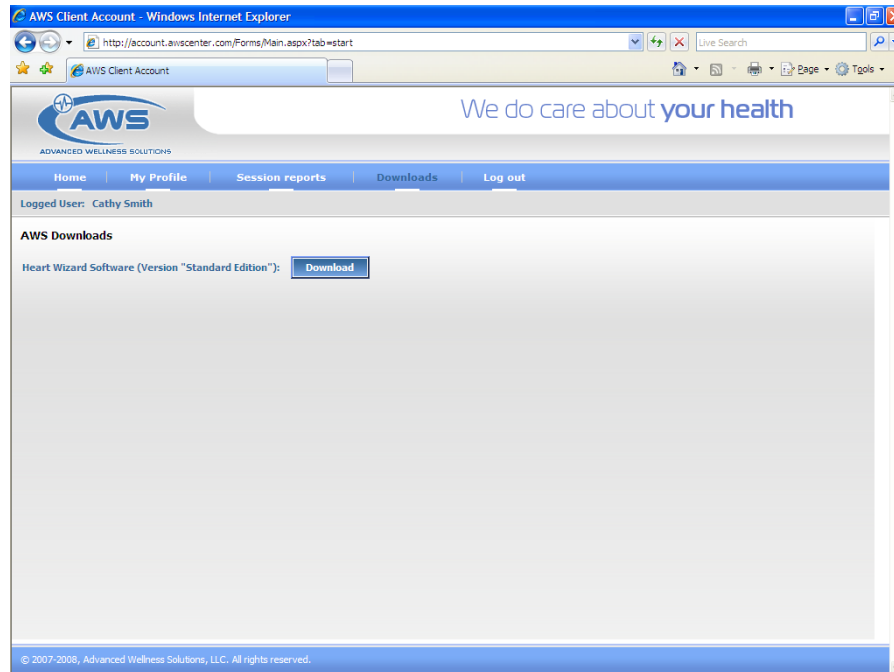 AWS Client Account - Windows Internet Explorer
http://account.awscenter.com/Forms/Main.aspx?tab=start
Live Search
AWS Client Account
Page
Tools
AWS
ADVANCED WELLNESS SOLUTIONS
We do care about your health
Home | My Profile | Session reports | Downloads | Log out
Logged User: Cathy Smith
AWS Downloads
Heart Wizard Software (Version "Standard Edition"): Download
© 2007-2008, Advanced Wellness Solutions, LLC. All rights reserved.